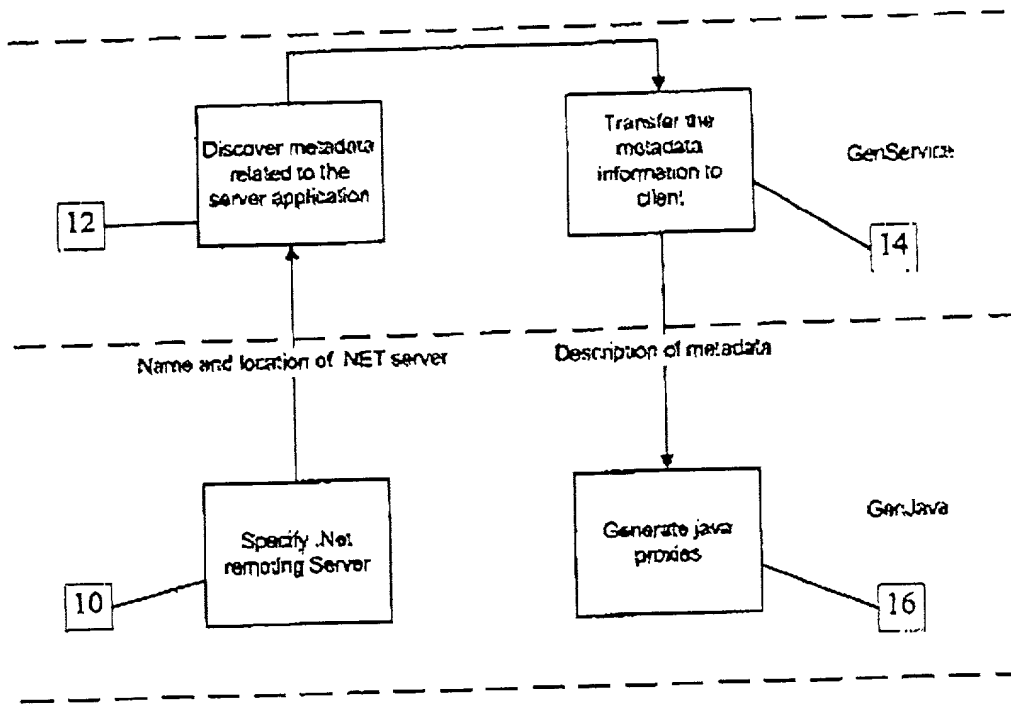 Discover metadata
related to the
server application
Transfer the
metadata
information to
client
GenService
12
14
Name and location of .NET server
Description of metadata
Specify .Net
remoting Server
Generate java
proxies
GenJava
10
16